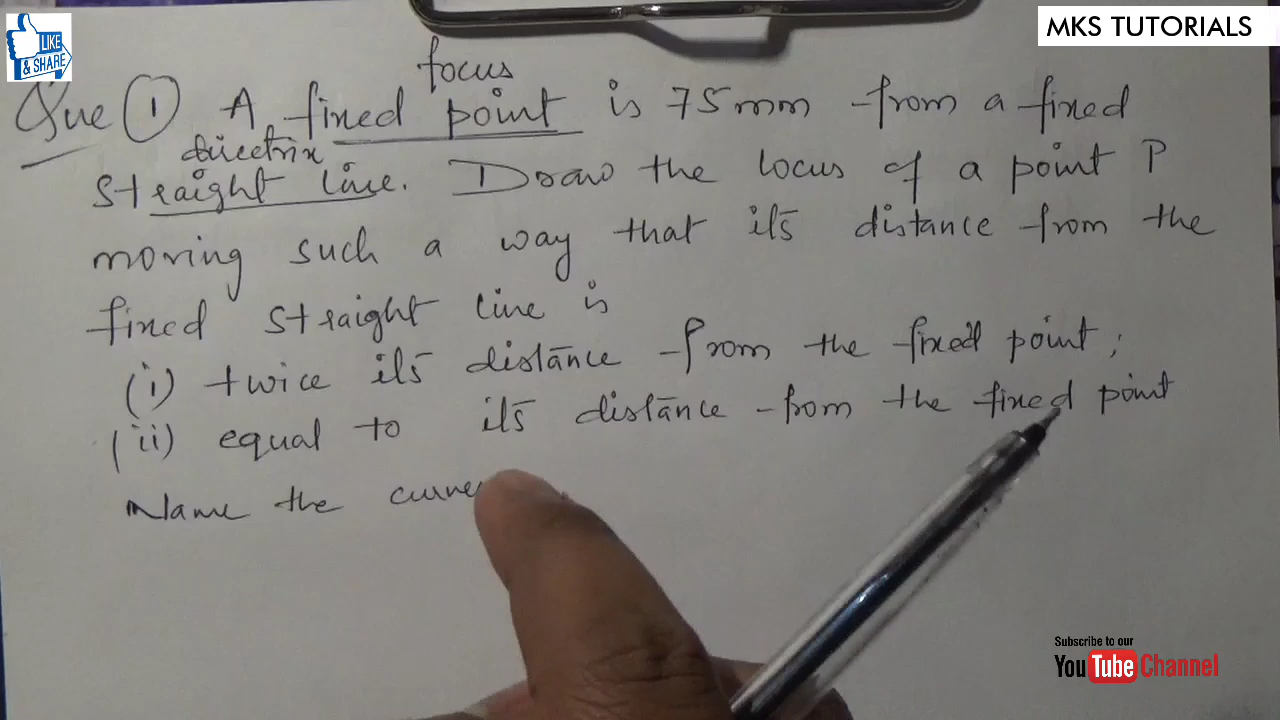 LIKE
& SHARE
MKS TUTORIALS
focus
Que 1 A fixed point is 75mm from a fixed
directrix
straight line. Draw the locus of a point P
moving such a way that its distance from the
fixed straight line is
(i) twice its distance from the fixed point;
(ii) equal to its distance from the fixed point
Name the curve
Subscribe to our
YouTube Channel